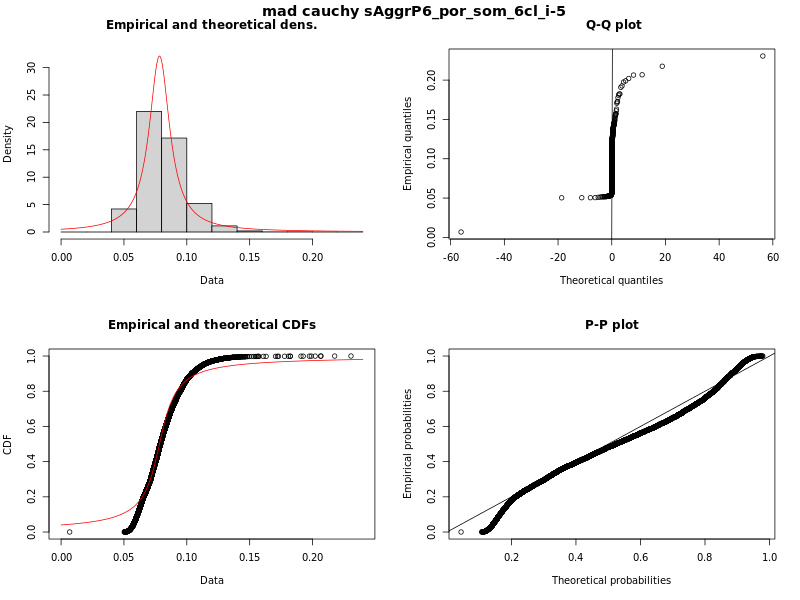 mad cauchy sAggrP6_por_som_6cl_i-5
Empirical and theoretical dens.
Density
0 5 10 15 20 25 30
0.00 0.05 0.10 0.15 0.20
Data
Q-Q plot
Empirical quantiles
0.00 0.05 0.10 0.15 0.20
-60 -40 -20 0 20 40 60
Theoretical quantiles
Empirical and theoretical CDFs
CDF
0.0 0.2 0.4 0.6 0.8 1.0
0.00 0.05 0.10 0.15 0.20
Data
P-P plot
Empirical probabilities
0.0 0.2 0.4 0.6 0.8 1.0
0.2 0.4 0.6 0.8 1.0
Theoretical probabilities